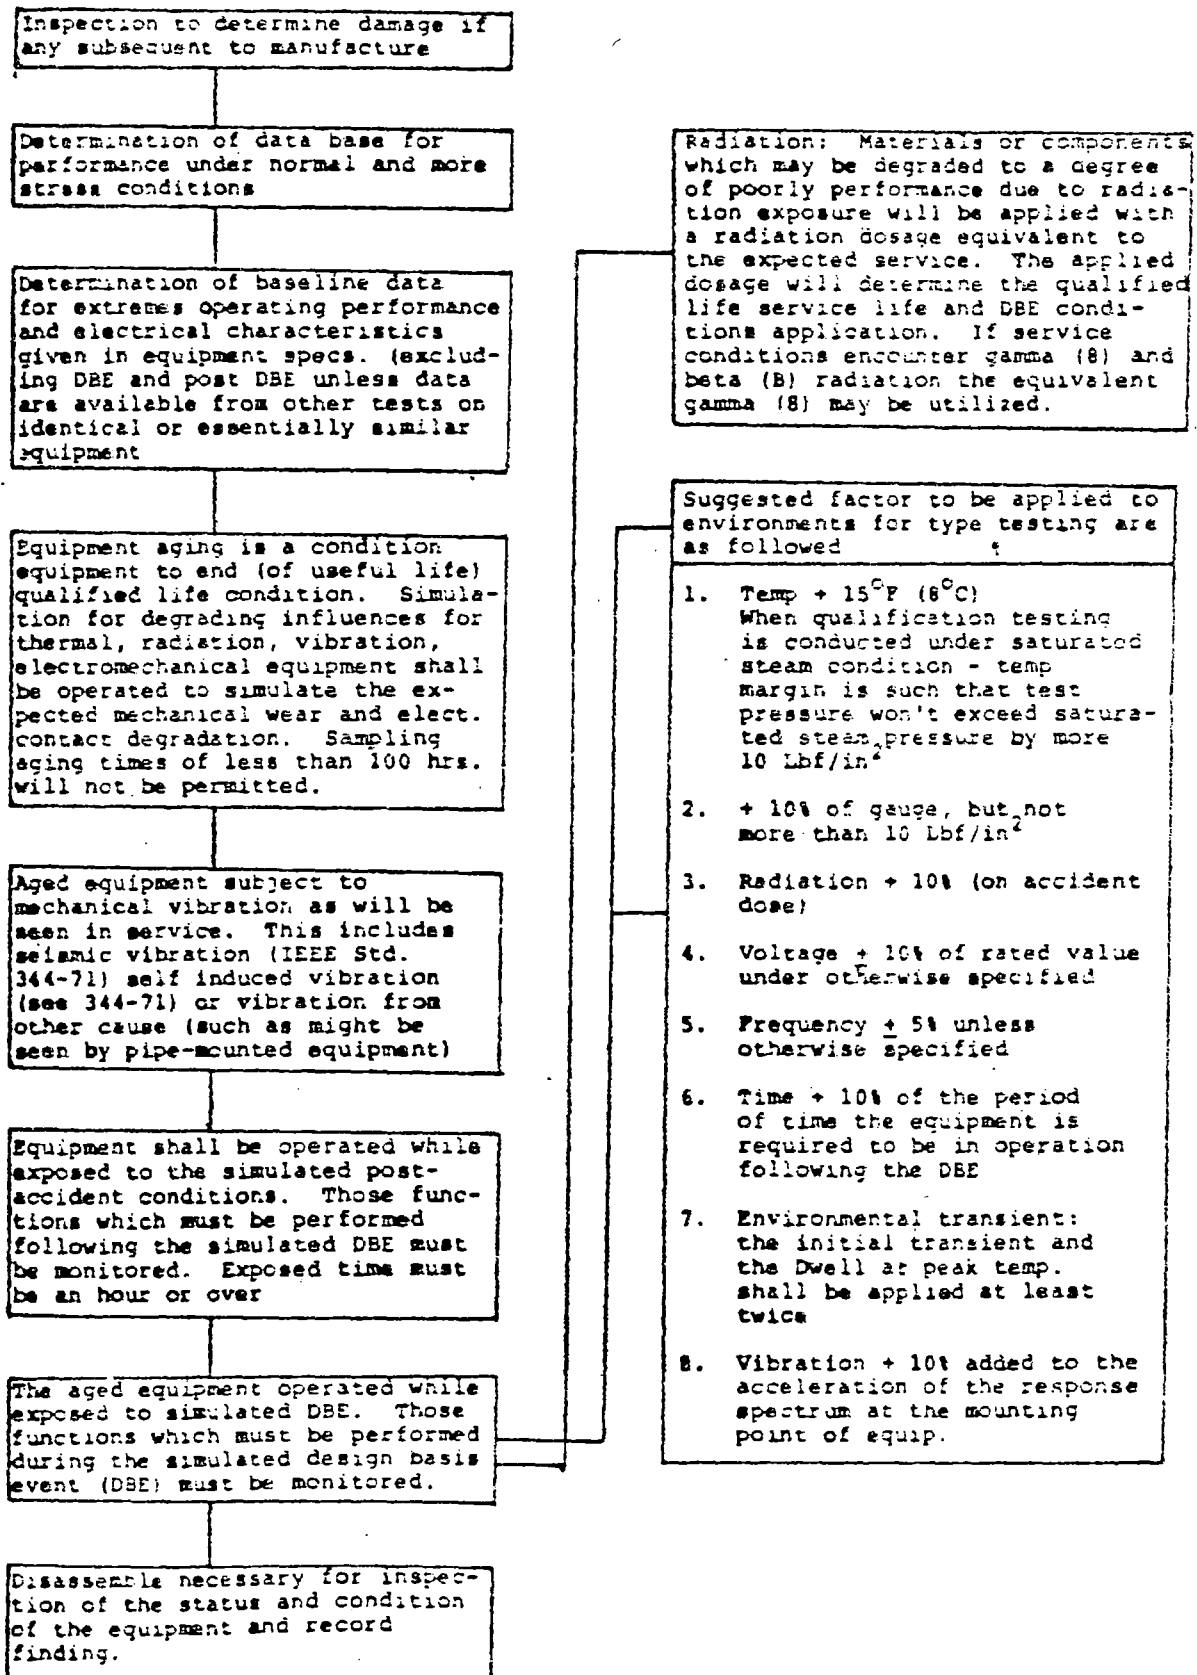 Inspection to determine damage if
any subsequent to manufacture
Determination of data base for
performance under normal and more
stress conditions
Determination of baseline data
for extremes operating performance
and electrical characteristics
given in equipment specs. (exclud-
ing DBE and post DBE unless data
are available from other tests on
identical or essentially similar
equipment
Equipment aging is a condition
equipment to end (of useful life)
qualified life condition. Simula-
tion for degrading influences for
thermal, radiation, vibration,
electromechanical equipment shall
be operated to simulate the ex-
pected mechanical wear and elect.
contact degradation. Sampling
aging times of less than 100 hrs.
will not be permitted.
Aged equipment subject to
mechanical vibration as will be
seen in service. This includes
seismic vibration (IEEE Std.
344-71) self induced vibration
(see 344-71) or vibration from
other cause (such as might be
seen by pipe-mounted equipment)
Equipment shall be operated while
exposed to the simulated post-
accident conditions. Those func-
tions which must be performed
following the simulated DBE must
be monitored. Exposed time must
be an hour or over
The aged equipment operated while
exposed to simulated DBE. Those
functions which must be performed
during the simulated design basis
event (DBE) must be monitored.
Disassemble necessary for inspec-
tion of the status and condition
of the equipment and record
finding.
Radiation: Materials or components
which may be degraded to a degree
of poorly performance due to radia-
tion exposure will be applied with
a radiation dosage equivalent to
the expected service. The applied
dosage will determine the qualified
life service life and DBE condi-
tions application. If service
conditions encounter gamma (8) and
beta (B) radiation the equivalent
gamma (8) may be utilized.
Suggested factor to be applied to
environments for type testing are
as followed
1. Temp + 15°F (8°C)
When qualification testing
is conducted under saturated
steam condition - temp
margin is such that test
pressure won't exceed satura-
ted steam pressure by more
10 Lbf/in²
2. + 10% of gauge, but not
more than 10 Lbf/in²
3. Radiation + 10% (on accident
dose)
4. Voltage ± 10% of rated value
under otherwise specified
5. Frequency ± 5% unless
otherwise specified
6. Time + 10% of the period
of time the equipment is
required to be in operation
following the DBE
7. Environmental transient:
the initial transient and
the Dwell at peak temp.
shall be applied at least
twice
8. Vibration + 10% added to the
acceleration of the response
spectrum at the mounting
point of equip.